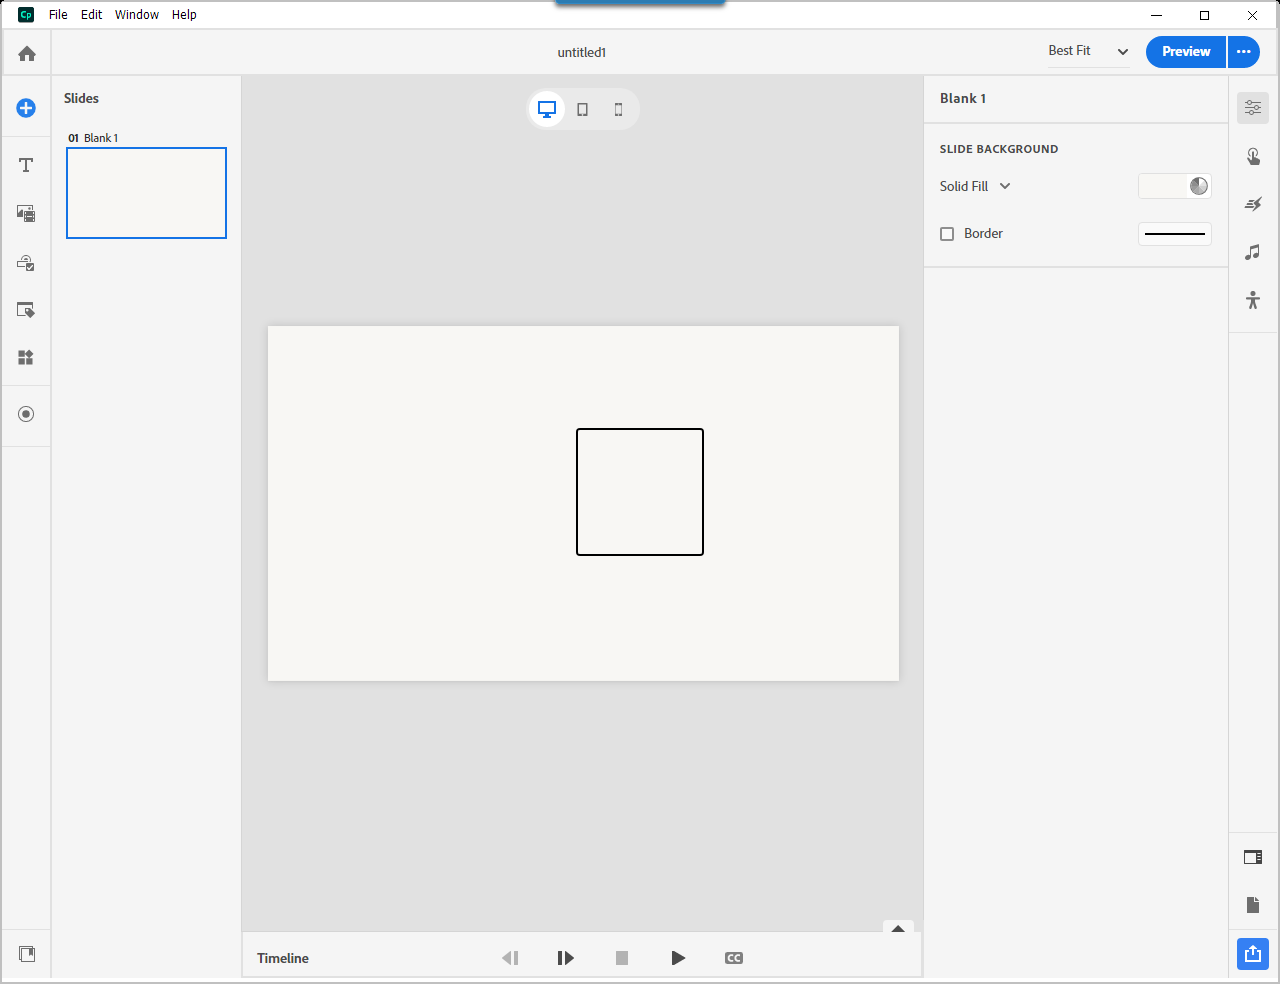 Cp File Edit Window Help
untitled1
Best Fit
Preview
Slides
01 Blank 1
Blank 1
SLIDE BACKGROUND
Solid Fill
Border
T
Timeline
CC